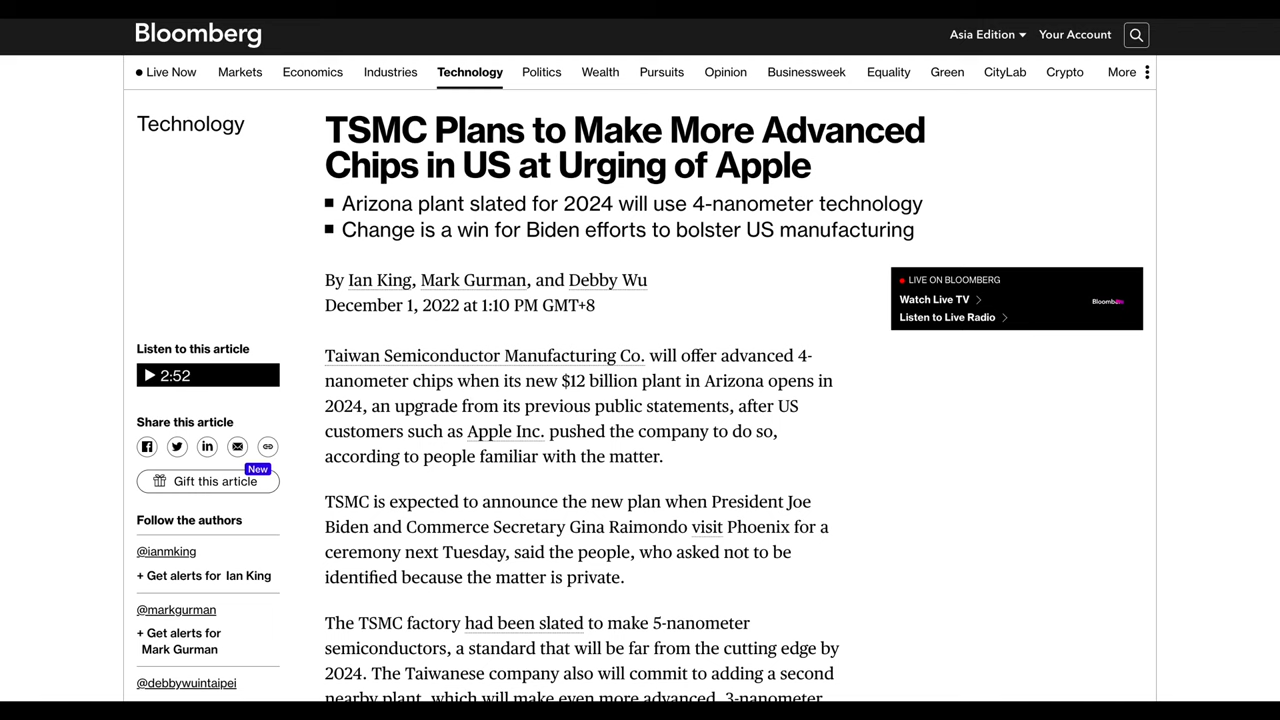 Bloomberg
Asia Edition
Your Account
Live Now Markets Economics Industries Technology Politics Wealth Pursuits Opinion Businessweek Equality Green CityLab Crypto More
Technology
TSMC Plans to Make More Advanced
Chips in US at Urging of Apple
Arizona plant slated for 2024 will use 4-nanometer technology
Change is a win for Biden efforts to bolster US manufacturing
By Ian King, Mark Gurman, and Debby Wu
December 1, 2022 at 1:10 PM GMT+8
LIVE ON BLOOMBERG
Watch Live TV
Listen to Live Radio
Bloomberg
Listen to this article
2:52
Share this article
New
Gift this article
Follow the authors
@ianmking
+ Get alerts for Ian King
@markgurman
+ Get alerts for
Mark Gurman
@debbywuintaipei
Taiwan Semiconductor Manufacturing Co. will offer advanced 4-
nanometer chips when its new $12 billion plant in Arizona opens in
2024, an upgrade from its previous public statements, after US
customers such as Apple Inc. pushed the company to do so,
according to people familiar with the matter.
TSMC is expected to announce the new plan when President Joe
Biden and Commerce Secretary Gina Raimondo visit Phoenix for a
ceremony next Tuesday, said the people, who asked not to be
identified because the matter is private.
The TSMC factory had been slated to make 5-nanometer
semiconductors, a standard that will be far from the cutting edge by
2024. The Taiwanese company also will commit to adding a second
nearby plant, which will make even more advanced, 3-nanometer